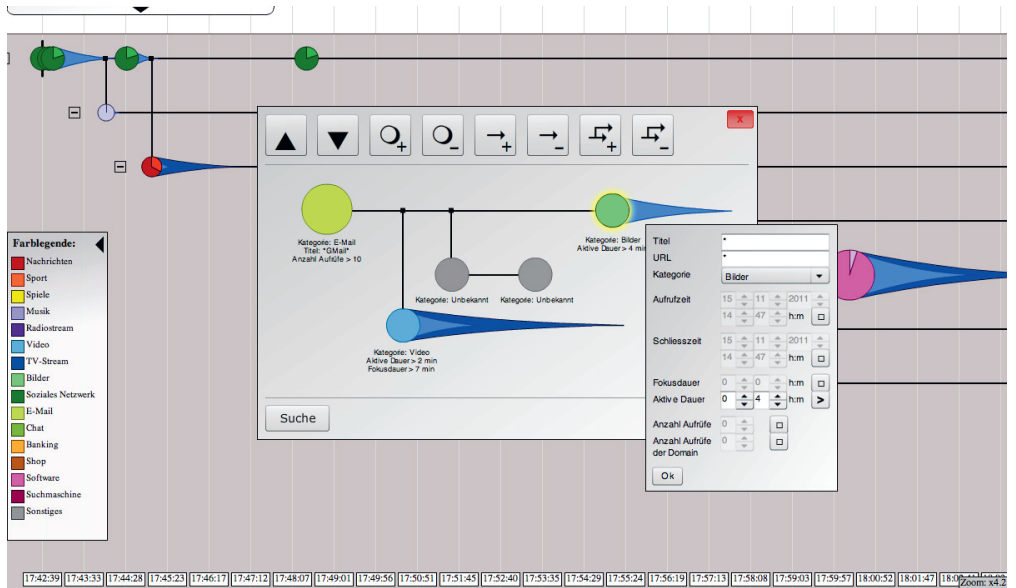 x
+
-
+
-
+
-
Kategorie: E-Mail
Titel: *GMail*
Anzahl Aufrüfe > 10
Kategorie: Bilder
Aktive Dauer > 4 min
Kategorie: Unbekannt
Kategorie: Unbekannt
Kategorie: Video
Aktive Dauer > 2 min
Fokusdauer > 7 min
Suche
Titel *
URL *
Kategorie Bilder
Aufrufzeit 15 11 2011
14 47 h:m
Schliesszeit 15 11 2011
14 47 h:m
Fokusdauer 0 0 h:m
Aktive Dauer 0 4 h:m >
Anzahl Aufrüfe 0
Anzahl Aufrüfe 0
der Domain
Ok
Farblegende:
Nachrichten
Sport
Spiele
Musik
Radiostream
Video
TV-Stream
Bilder
Soziales Netzwerk
E-Mail
Chat
Banking
Shop
Software
Suchmaschine
Sonstiges
17:42:39 17:43:33 17:44:28 17:45:23 17:46:17 17:47:12 17:48:07 17:49:01 17:49:56 17:50:51 17:51:45 17:52:40 17:53:35 17:54:29 17:55:24 17:56:19 17:57:13 17:58:08 17:59:03 17:59:57 18:00:52 18:01:47
Zoom: x4.2